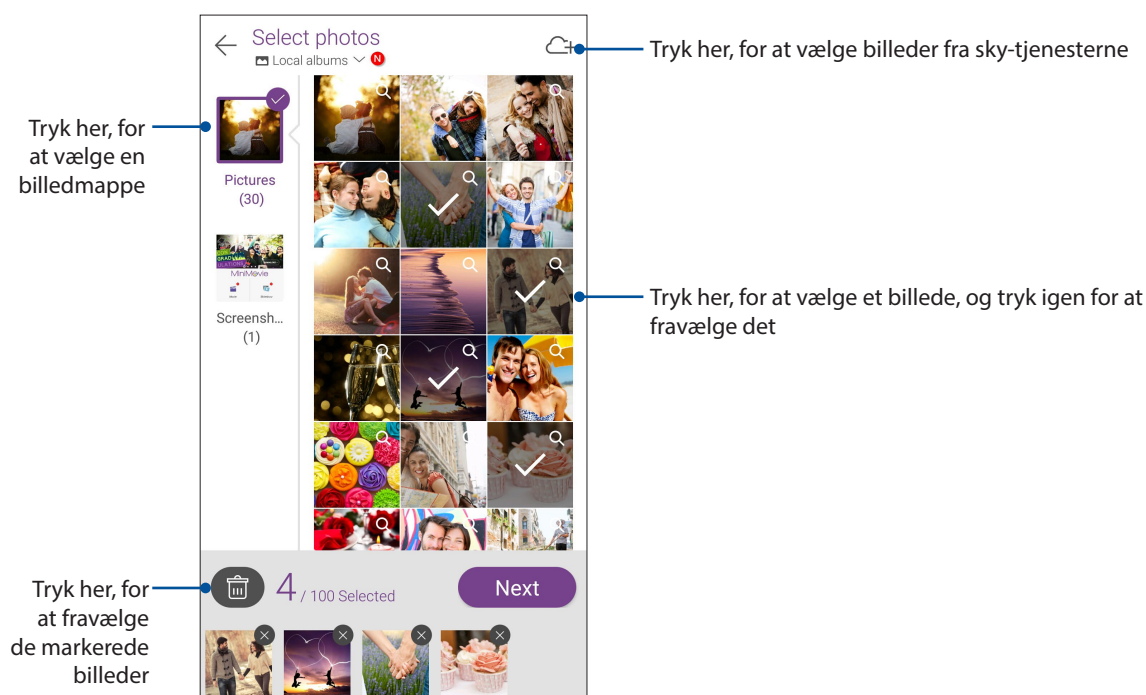 Select photos
Local albums
N
Tryk her, for at vælge billeder fra sky-tjenesterne
Tryk her, for
at vælge en
billedmappe
Pictures
(30)
MiniMovie
Screensh...
(1)
Tryk her, for at vælge et billede, og tryk igen for at
fravælge det
Tryk her, for
at fravælge
de markerede
billeder
4 / 100 Selected
Next